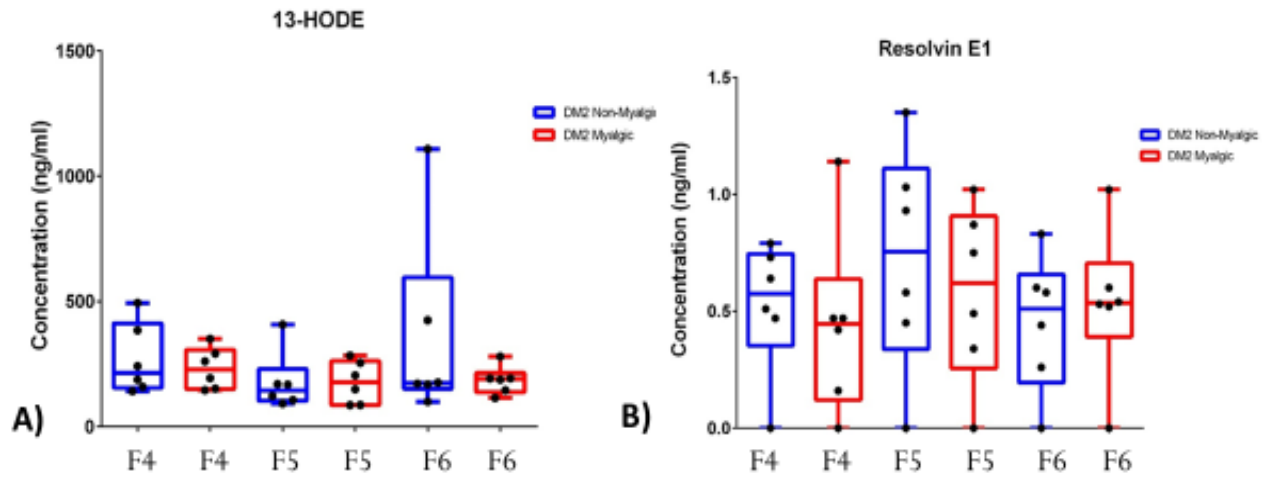 13-HODE
1500
1000
500
0
Concentration (ng/ml)
DM2 Non-Myalgi
DM2 Myalgic
A)
F4 F4 F5 F5 F6 F6
Resolvin E1
1.5
1.0
0.5
0.0
Concentration (ng/ml)
DM2 Non-Myalgic
DM2 Myalgic
B)
F4 F4 F5 F5 F6 F6